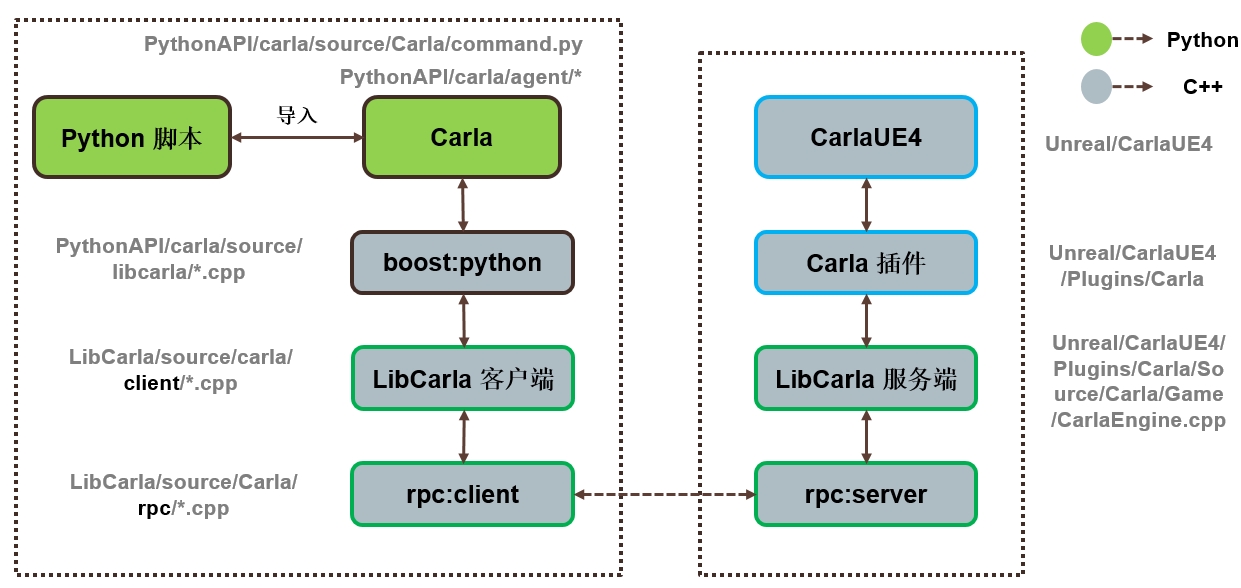 PythonAPI/carla/source/Carla/command.py
PythonAPI/carla/agent/*
Python 脚本
导入
Carla
CarlaUE4
Python
C++
Unreal/CarlaUE4
PythonAPI/carla/source/
libcarla/*.cpp
boost:python
Carla 插件
Unreal/CarlaUE4
/Plugins/Carla
LibCarla/source/carla/
client/*.cpp
LibCarla 客户端
LibCarla 服务端
Unreal/CarlaUE4/
Plugins/Carla/So
urce/Carla/Game
/CarlaEngine.cpp
LibCarla/source/Carla/
rpc/*.cpp
rpc:client
rpc:server